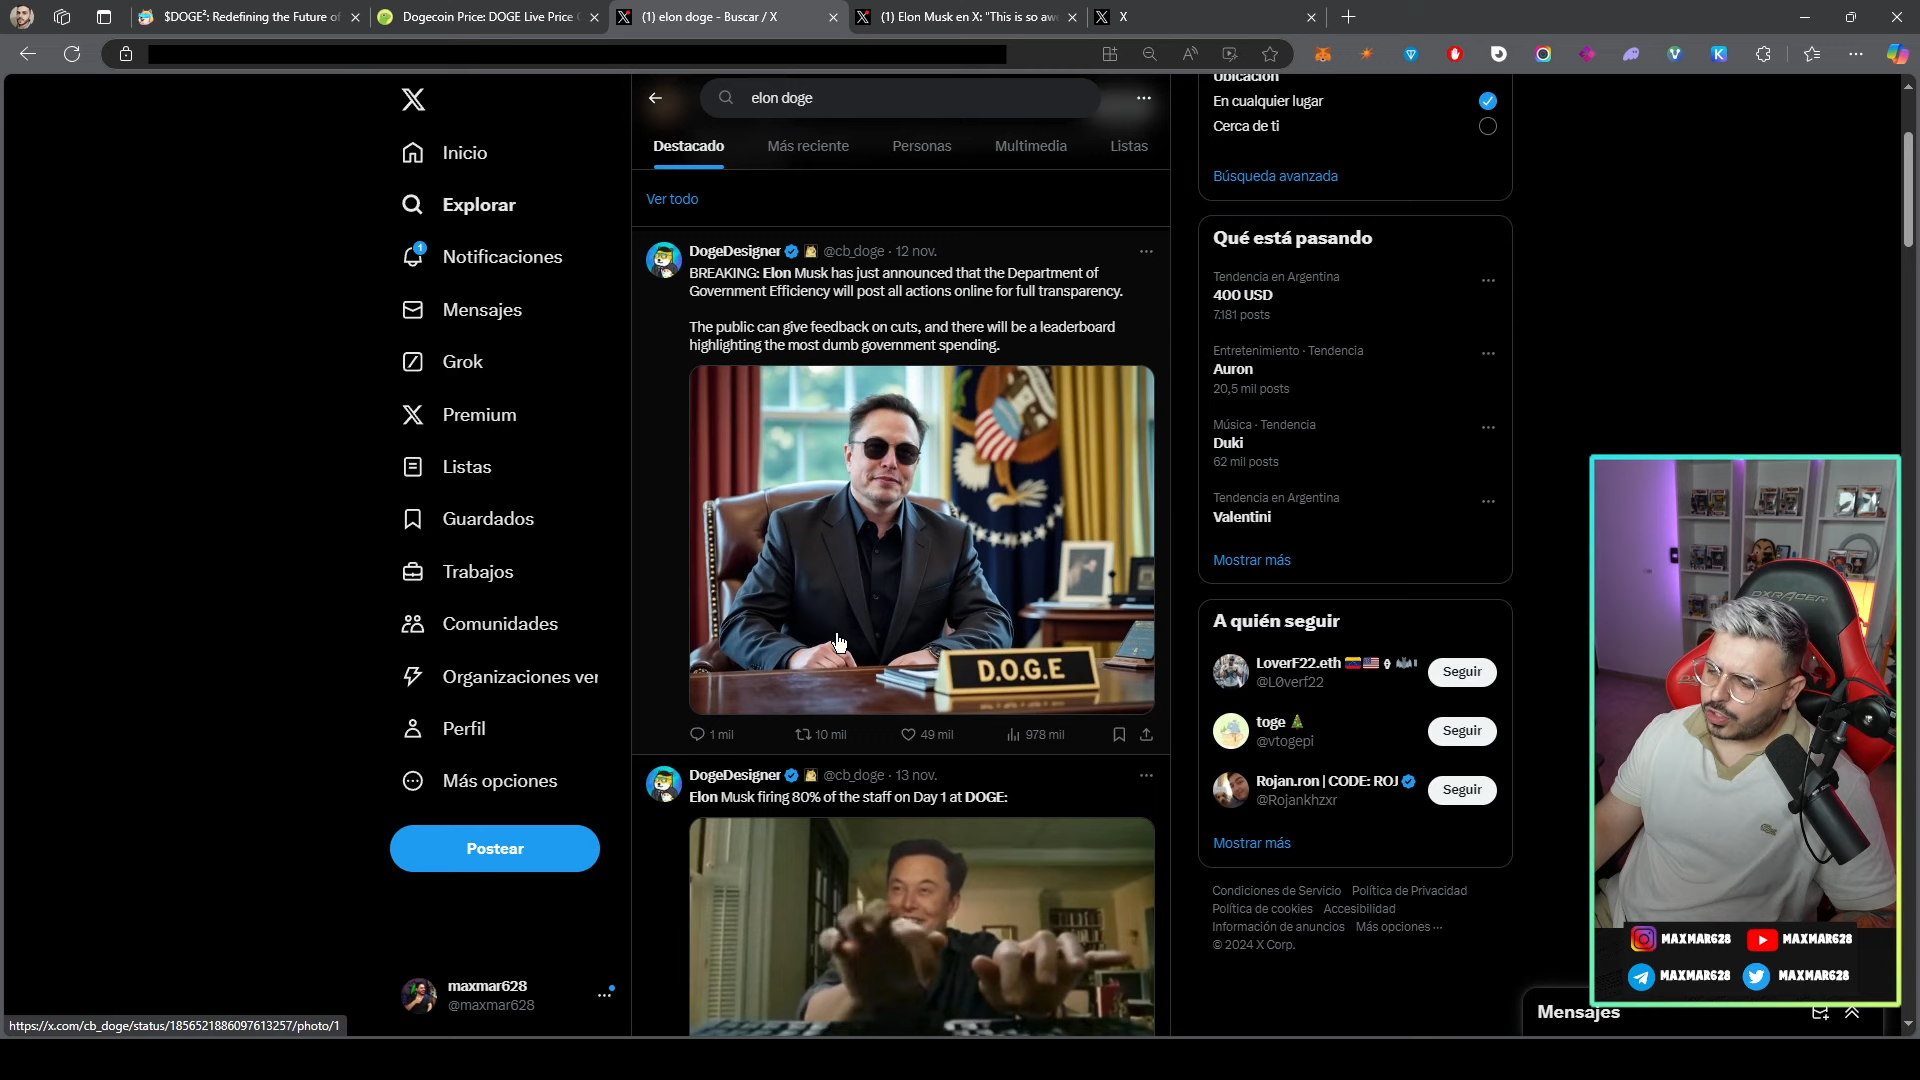 $DOGE²: Redefining the Future of
Dogecoin Price: DOGE Live Price
(1) elon doge - Buscar / X
(1) Elon Musk en X: "This is so aw
X
Inicio
Explorar
1
Notificaciones
Mensajes
Grok
Premium
Listas
Guardados
Trabajos
Comunidades
Organizaciones ver
Perfil
Más opciones
Postear
maxmar628
@maxmar628
https://x.com/cb_doge/status/1856521886097613257/photo/1
elon doge
Destacado
Más reciente
Personas
Multimedia
Listas
Ver todo
DogeDesigner @cb_doge · 12 nov.
BREAKING: Elon Musk has just announced that the Department of
Government Efficiency will post all actions online for full transparency.
The public can give feedback on cuts, and there will be a leaderboard
highlighting the most dumb government spending.
D.O.G.E
1 mil
10 mil
49 mil
978 mil
DogeDesigner @cb_doge · 13 nov.
Elon Musk firing 80% of the staff on Day 1 at DOGE:
Ubicación
En cualquier lugar
Cerca de ti
Búsqueda avanzada
Qué está pasando
Tendencia en Argentina
400 USD
7.181 posts
Entretenimiento · Tendencia
Auron
20,5 mil posts
Música · Tendencia
Duki
62 mil posts
Tendencia en Argentina
Valentini
Mostrar más
A quién seguir
LoverF22.eth
@L0verf22
Seguir
toge
@vtogepi
Seguir
Rojan.ron | CODE: ROJ
@Rojankhzxr
Seguir
Mostrar más
Condiciones de Servicio Política de Privacidad
Política de cookies Accesibilidad
Información de anuncios Más opciones ···
© 2024 X Corp.
DXRACER
MAXMAR628
MAXMAR628
MAXMAR628
MAXMAR628
Mensajes